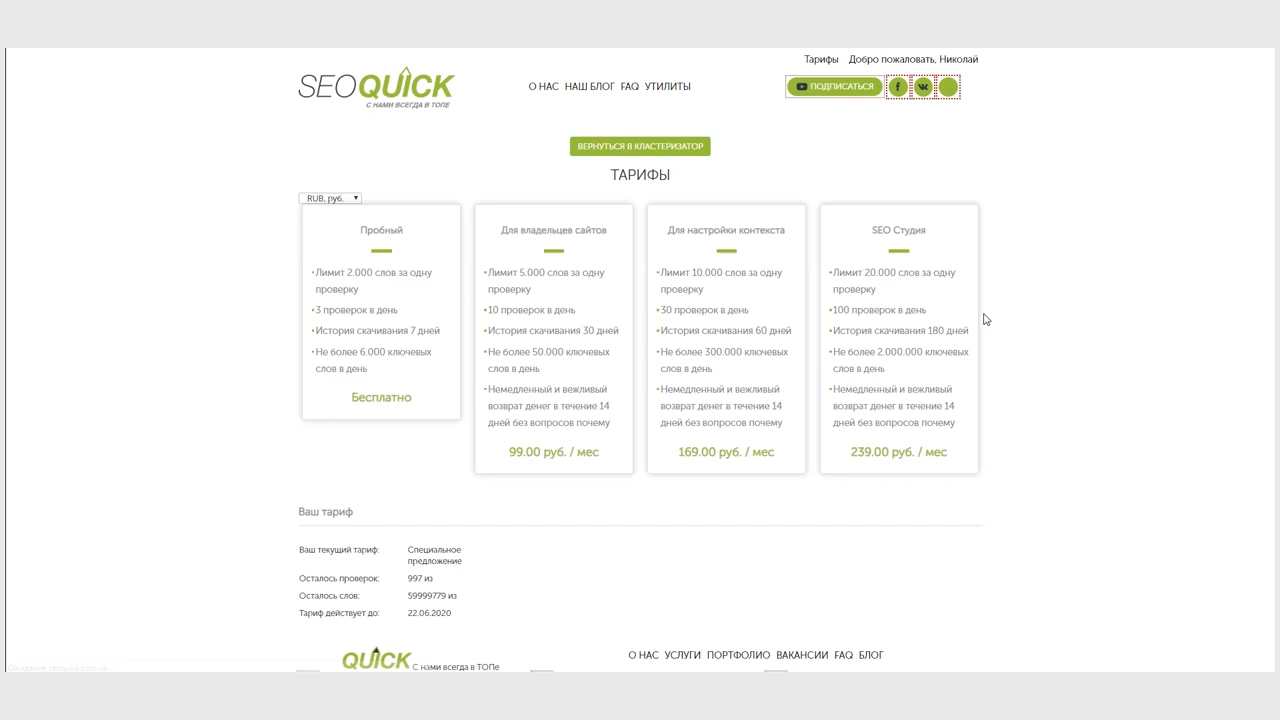 Тарифы Добро пожаловать, Николай
SEOQUICK
С НАМИ ВСЕГДА В ТОПЕ
О НАС НАШ БЛОГ FAQ УТИЛИТЫ
ПОДПИСАТЬСЯ
ВЕРНУТЬСЯ В КЛАСТЕРИЗАТОР
ТАРИФЫ
RUB, руб.
Пробный
Лимит 2.000 слов за одну
проверку
3 проверок в день
История скачивания 7 дней
Не более 6.000 ключевых
слов в день
Бесплатно
Для владельцев сайтов
Лимит 5.000 слов за одну
проверку
10 проверок в день
История скачивания 30 дней
Не более 50.000 ключевых
слов в день
Немедленный и вежливый
возврат денег в течение 14
дней без вопросов почему
99.00 руб. / мес
Для настройки контекста
Лимит 10.000 слов за одну
проверку
30 проверок в день
История скачивания 60 дней
Не более 300.000 ключевых
слов в день
Немедленный и вежливый
возврат денег в течение 14
дней без вопросов почему
169.00 руб. / мес
SEO Студия
Лимит 20.000 слов за одну
проверку
100 проверок в день
История скачивания 180 дней
Не более 2.000.000 ключевых
слов в день
Немедленный и вежливый
возврат денег в течение 14
дней без вопросов почему
239.00 руб. / мес
Ваш тариф
Ваш текущий тариф: Специальное
предложение
Осталось проверок: 997 из
Осталось слов: 59999779 из
Тариф действует до: 22.06.2020
QUICK С нами всегда в ТОПе
О НАС УСЛУГИ ПОРТФОЛИО ВАКАНСИИ FAQ БЛОГ